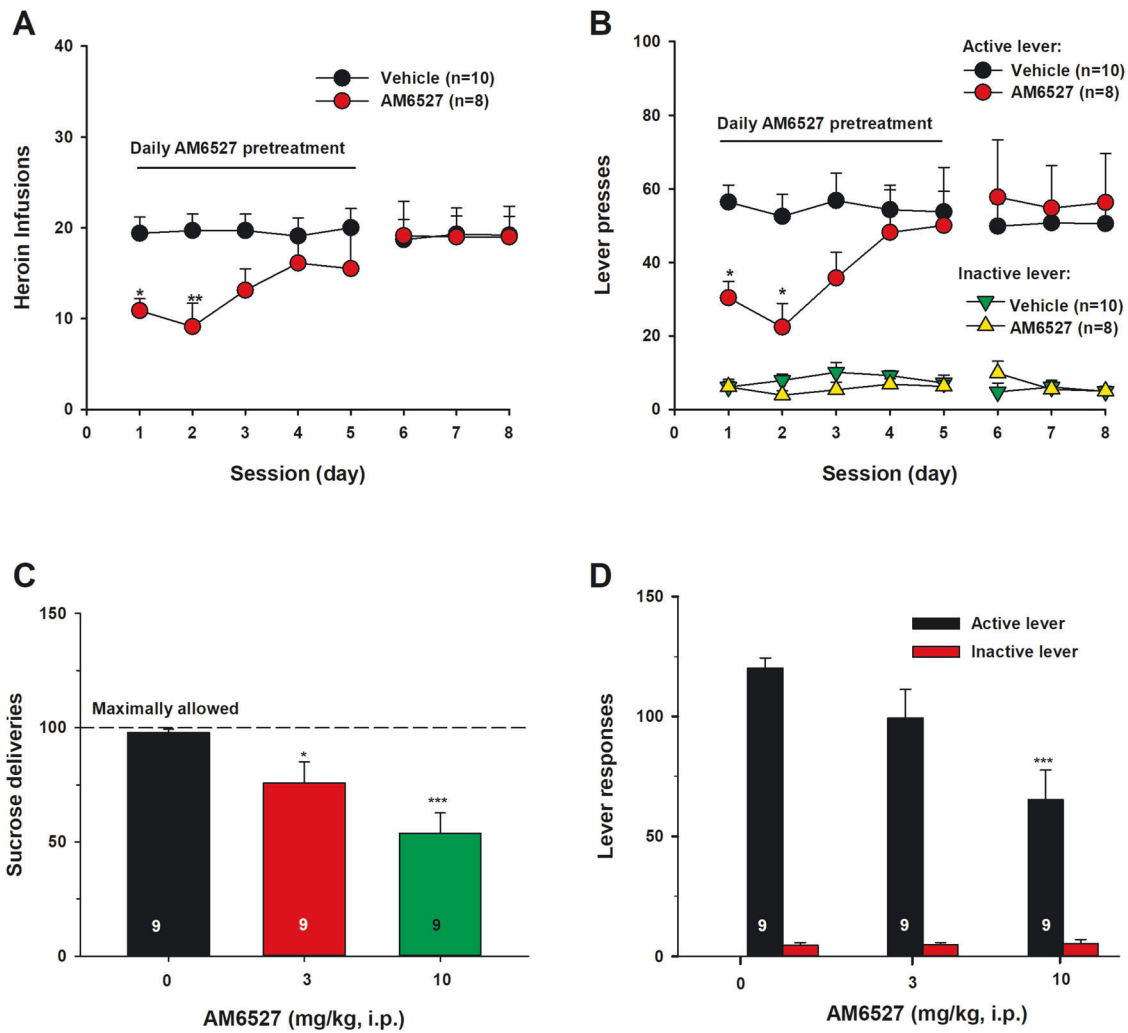 A
40
30
20
10
0
Heroin Infusions
Vehicle (n=10)
AM6527 (n=8)
Daily AM6527 pretreatment
*
**
0 1 2 3 4 5 6 7 8
Session (day)
B
100
80
60
40
20
0
Lever presses
Active lever:
Vehicle (n=10)
AM6527 (n=8)
Daily AM6527 pretreatment
*
*
Inactive lever:
Vehicle (n=10)
AM6527 (n=8)
0 1 2 3 4 5 6 7 8
Session (day)
C
150
100
50
0
Sucrose deliveries
Maximally allowed
*
***
9 9 9
0 3 10
AM6527 (mg/kg, i.p.)
D
150
100
50
0
Lever responses
Active lever
Inactive lever
***
9 9 9
0 3 10
AM6527 (mg/kg, i.p.)